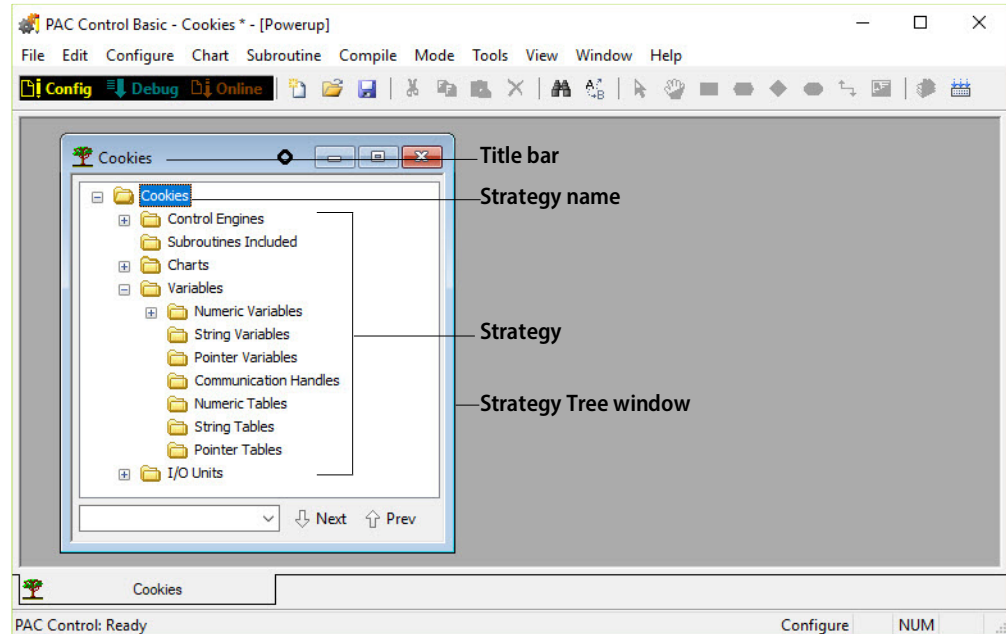 PAC Control Basic - Cookies * - [Powerup]
File Edit Configure Chart Subroutine Compile Mode Tools View Window Help
Config Debug Online
Cookies Title bar
Cookies Strategy name
Control Engines
Subroutines Included
Charts
Variables
Numeric Variables
String Variables Strategy
Pointer Variables
Communication Handles
Numeric Tables Strategy Tree window
String Tables
Pointer Tables
I/O Units
Next Prev
Cookies
PAC Control: Ready Configure NUM